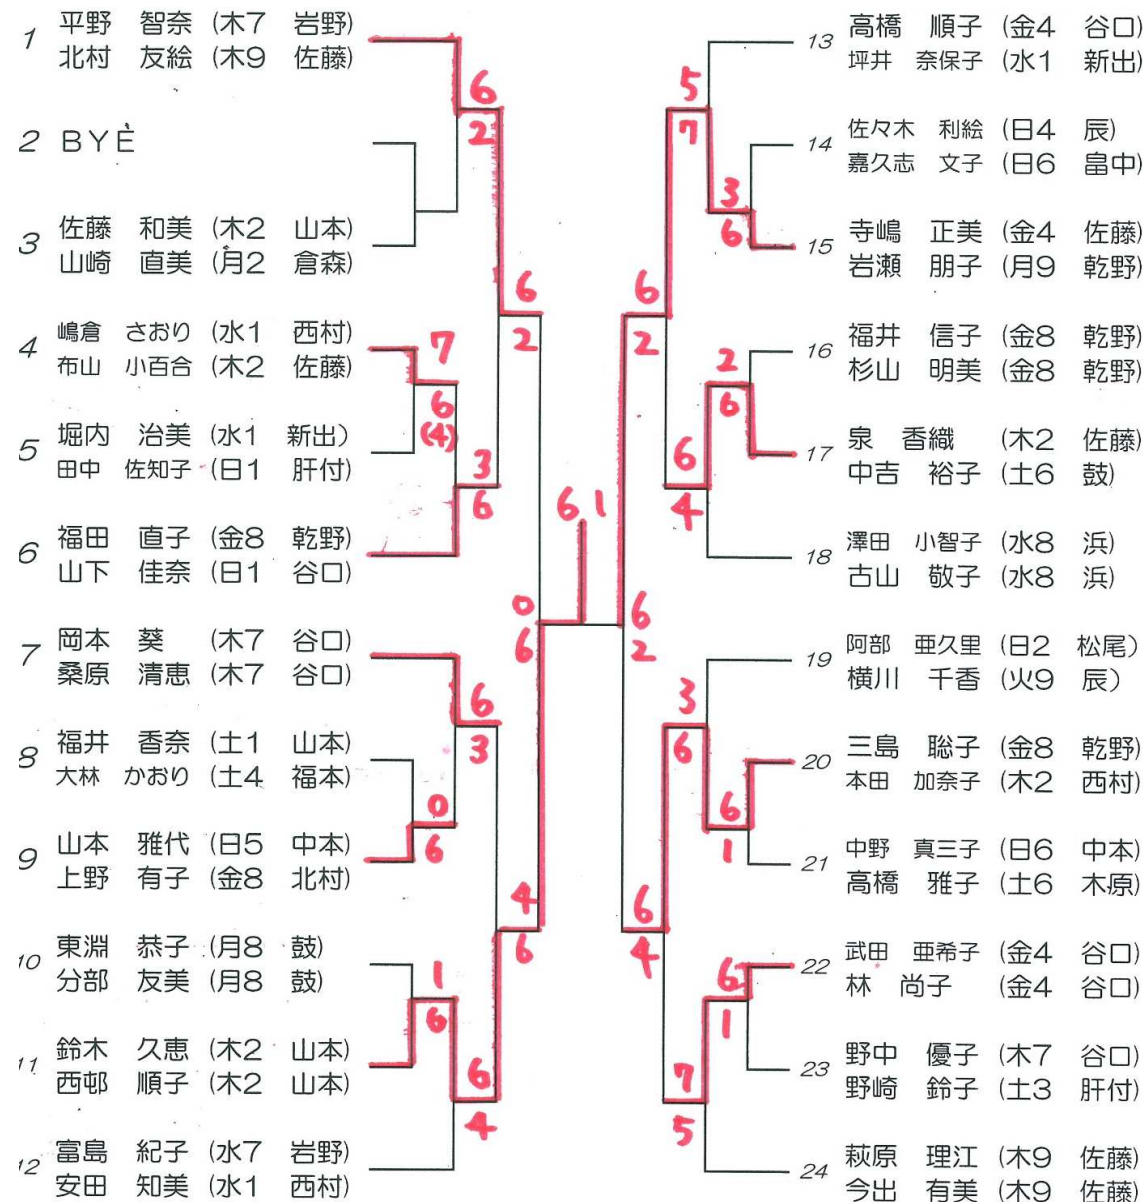 1
平野 智奈 (木7 岩野)
北村 友絵 (木9 佐藤)
2 BYE
3
佐藤 和美 (木2 山本)
山崎 直美 (月2 倉森)
4
嶋倉 さおり (水1 西村)
布山 小百合 (木2 佐藤)
5
堀内 治美 (水1 新出)
田中 佐知子 (日1 肝付)
6
福田 直子 (金8 乾野)
山下 佳奈 (日1 谷口)
7
岡本 葵 (木7 谷口)
桑原 清恵 (木7 谷口)
8
福井 香奈 (土1 山本)
大林 かおり (土4 福本)
9
山本 雅代 (日5 中本)
上野 有子 (金8 北村)
10
東淵 恭子 (月8 鼓)
分部 友美 (月8 鼓)
11
鈴木 久恵 (木2 山本)
西邨 順子 (木2 山本)
12
富島 紀子 (水7 岩野)
安田 知美 (水1 西村)
6
2
7
6
(4)
3
6
6
2
6
3
0
6
1
6
6
4
4
6
0
6
6 1
6
2
6
2
5
7
3
6
2
6
6
4
3
6
6
1
6
4
6
1
7
5
13
高橋 順子 (金4 谷口)
坪井 奈保子 (水1 新出)
14
佐々木 利絵 (日4 辰)
嘉久志 文子 (日6 畠中)
15
寺嶋 正美 (金4 佐藤)
岩瀬 朋子 (月9 乾野)
16
福井 信子 (金8 乾野)
杉山 明美 (金8 乾野)
17
泉 香織 (木2 佐藤)
中吉 裕子 (土6 鼓)
18
澤田 小智子 (水8 浜)
古山 敬子 (水8 浜)
19
阿部 亜久里 (日2 松尾)
横川 千香 (火9 辰)
20
三島 聡子 (金8 乾野)
本田 加奈子 (木2 西村)
21
中野 真三子 (日6 中本)
高橋 雅子 (土6 木原)
22
武田 亜希子 (金4 谷口)
林 尚子 (金4 谷口)
23
野中 優子 (木7 谷口)
野崎 鈴子 (土3 肝付)
24
萩原 理江 (木9 佐藤)
今出 有美 (木9 佐藤)